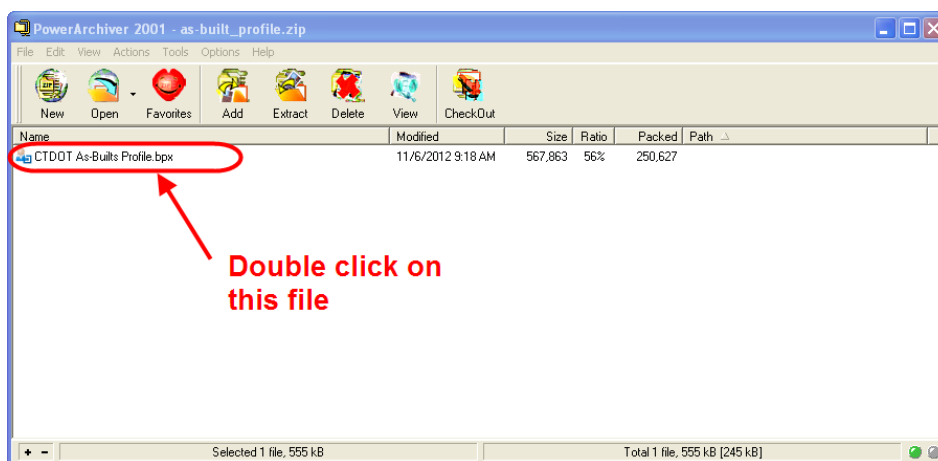 PowerArchiver 2001 - as-built_profile.zip
File Edit View Actions Tools Options Help
New Open Favorites Add Extract Delete View CheckOut
Name Modified Size Ratio Packed Path
CTDOT As-Builts Profile.bpx 11/6/2012 9:18 AM 567,863 56% 250,627
Double click on
this file
+ - Selected 1 file, 555 kB Total 1 file, 555 kB [245 kB]